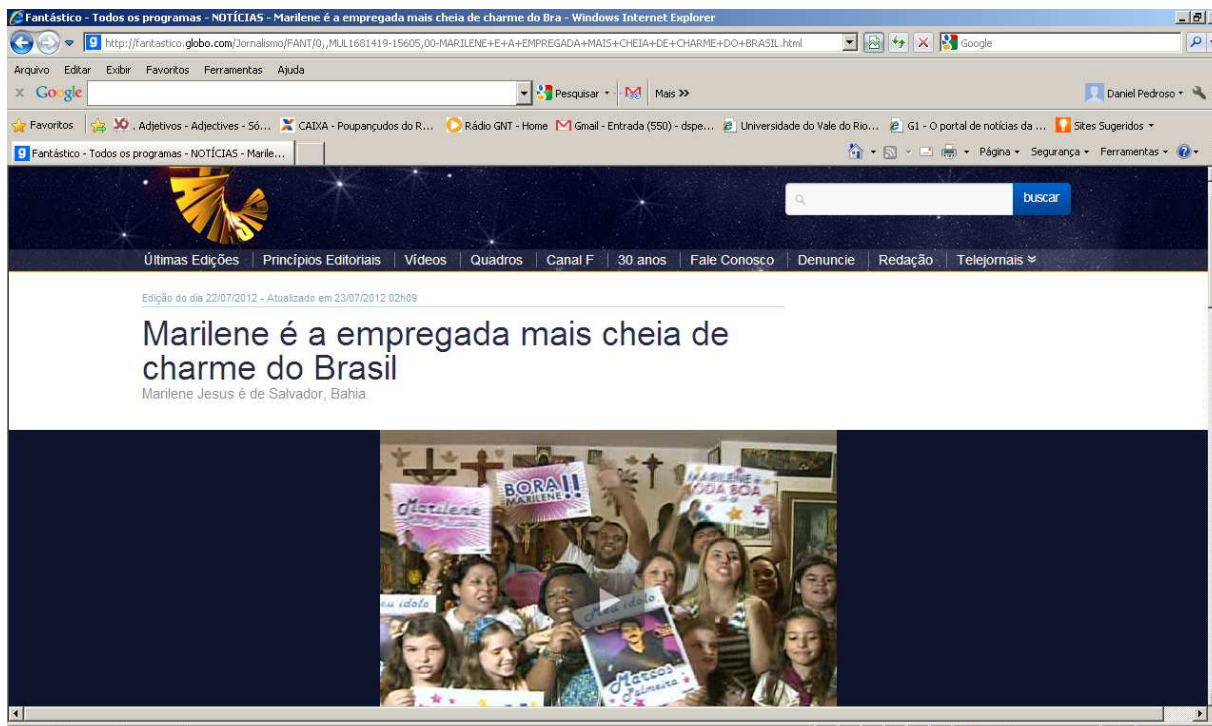 Fantástico - Todos os programas - NOTÍCIAS - Marilene é a empregada mais cheia de charme do Bra - Windows Internet Explorer
http://fantastico.globo.com/Jornalismo/FANT/0,,MUL1681419-15605,00-MARILENE+E+A+EMPREGADA+MAIS+CHEIA+DE+CHARME+DO+BRASIL.html
Google
Arquivo Editar Exibir Favoritos Ferramentas Ajuda
x Google Pesquisar Mais >> Daniel Pedroso
Favoritos . Adjetivos - Adjectives - Só... CAIXA - Poupançudos do R... Rádio GNT - Home Gmail - Entrada (550) - dspe... Universidade do Vale do Rio... G1 - O portal de notícias da ... Sites Sugeridos
Fantástico - Todos os programas - NOTÍCIAS - Marile... Página Segurança Ferramentas
buscar
Últimas Edições Princípios Editoriais Vídeos Quadros Canal F 30 anos Fale Conosco Denuncie Redação Telejornais
Edição do dia 22/07/2012 - Atualizado em 23/07/2012 02h09
Marilene é a empregada mais cheia de
charme do Brasil
Marilene Jesus é de Salvador, Bahia.
BORA!!
MARILENE
MARILENE é
TODA BOA
Marilene
Meu idolo
Marcos
Palmeira